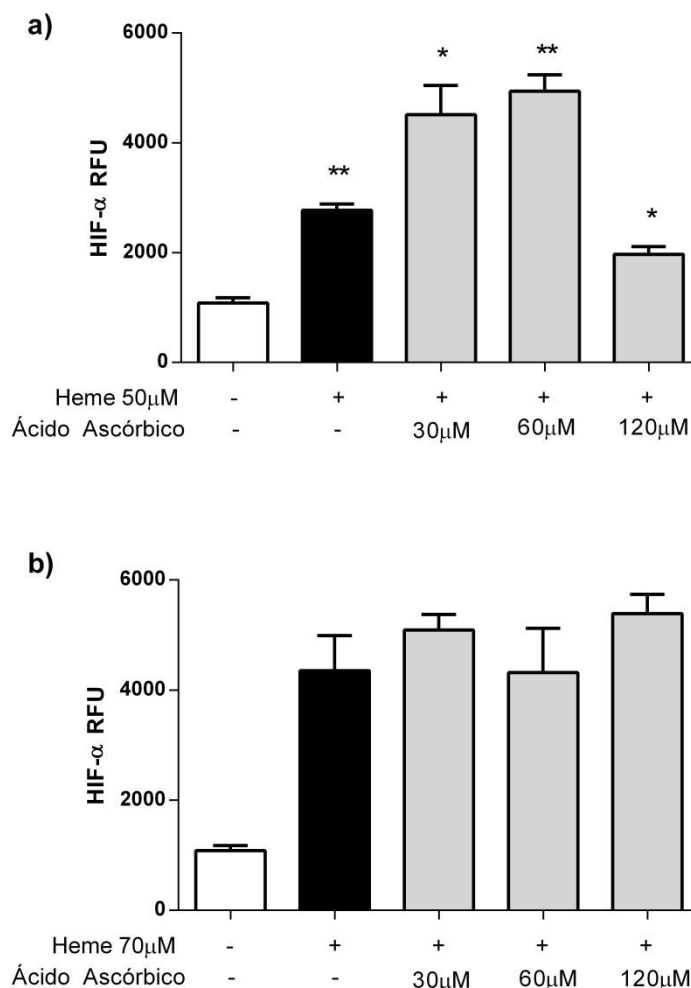 a)
6000
4000
2000
0
HIF-α RFU
**
*
**
*
Heme 50μM - + + + +
Ácido Ascórbico - - 30μM 60μM 120μM
b)
6000
4000
2000
0
HIF-α RFU
Heme 70μM - + + + +
Ácido Ascórbico - - 30μM 60μM 120μM